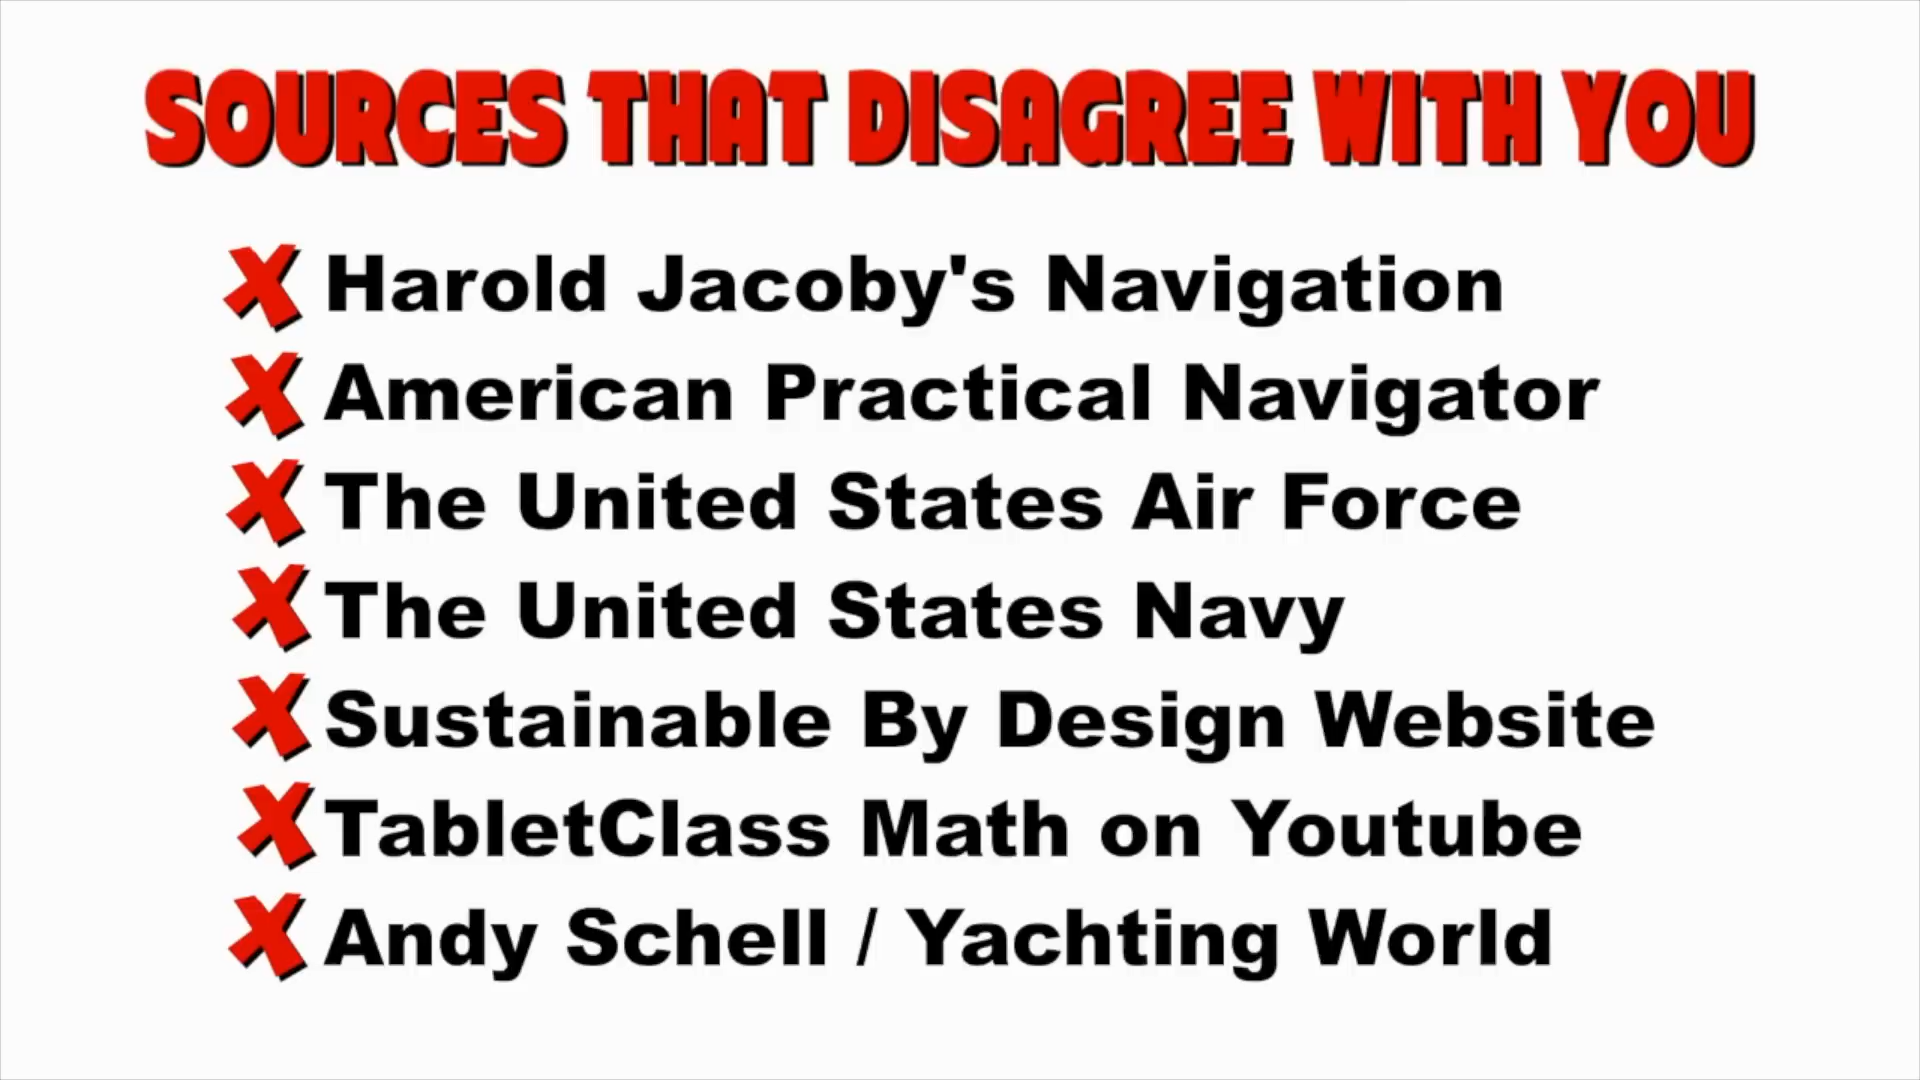 SOURCES THAT DISAGREE WITH YOU
Harold Jacoby's Navigation
American Practical Navigator
The United States Air Force
The United States Navy
Sustainable By Design Website
TabletClass Math on Youtube
Andy Schell / Yachting World